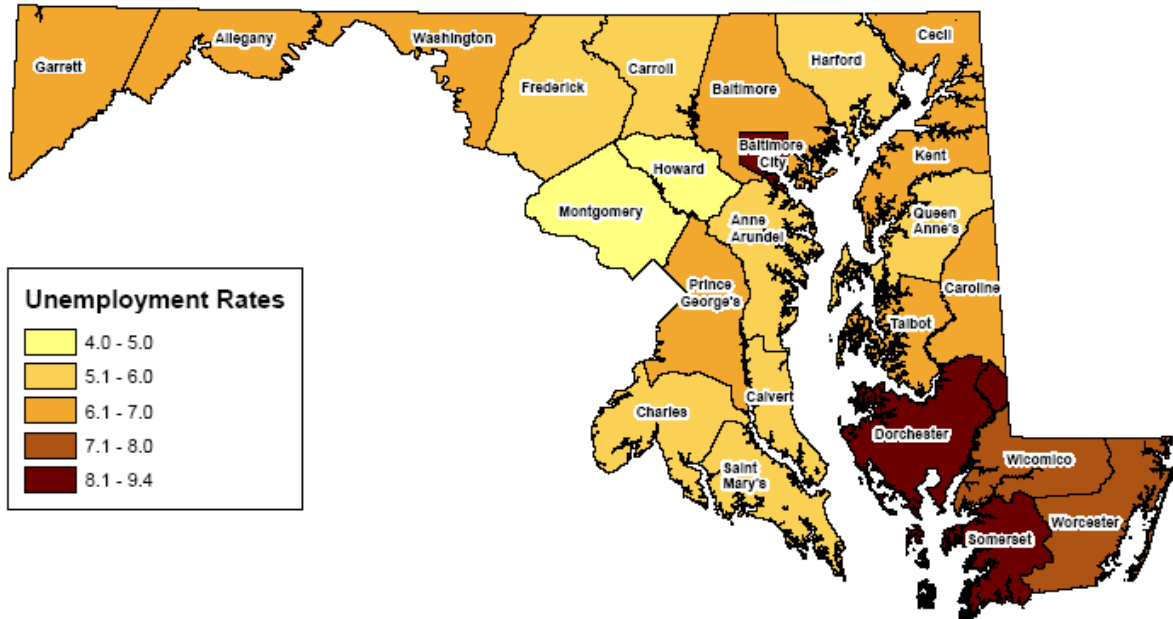 Garrett
Allegany
Washington
Frederick
Carroll
Baltimore
Harford
Cecil
Baltimore
City
Howard
Kent
Montgomery
Anne
Arundel
Queen
Anne's
Prince
George's
Caroline
Talbot
Unemployment Rates
4.0 - 5.0
5.1 - 6.0
6.1 - 7.0
7.1 - 8.0
8.1 - 9.4
Charles
Calvert
Saint
Mary's
Dorchester
Wicomico
Worcester
Somerset